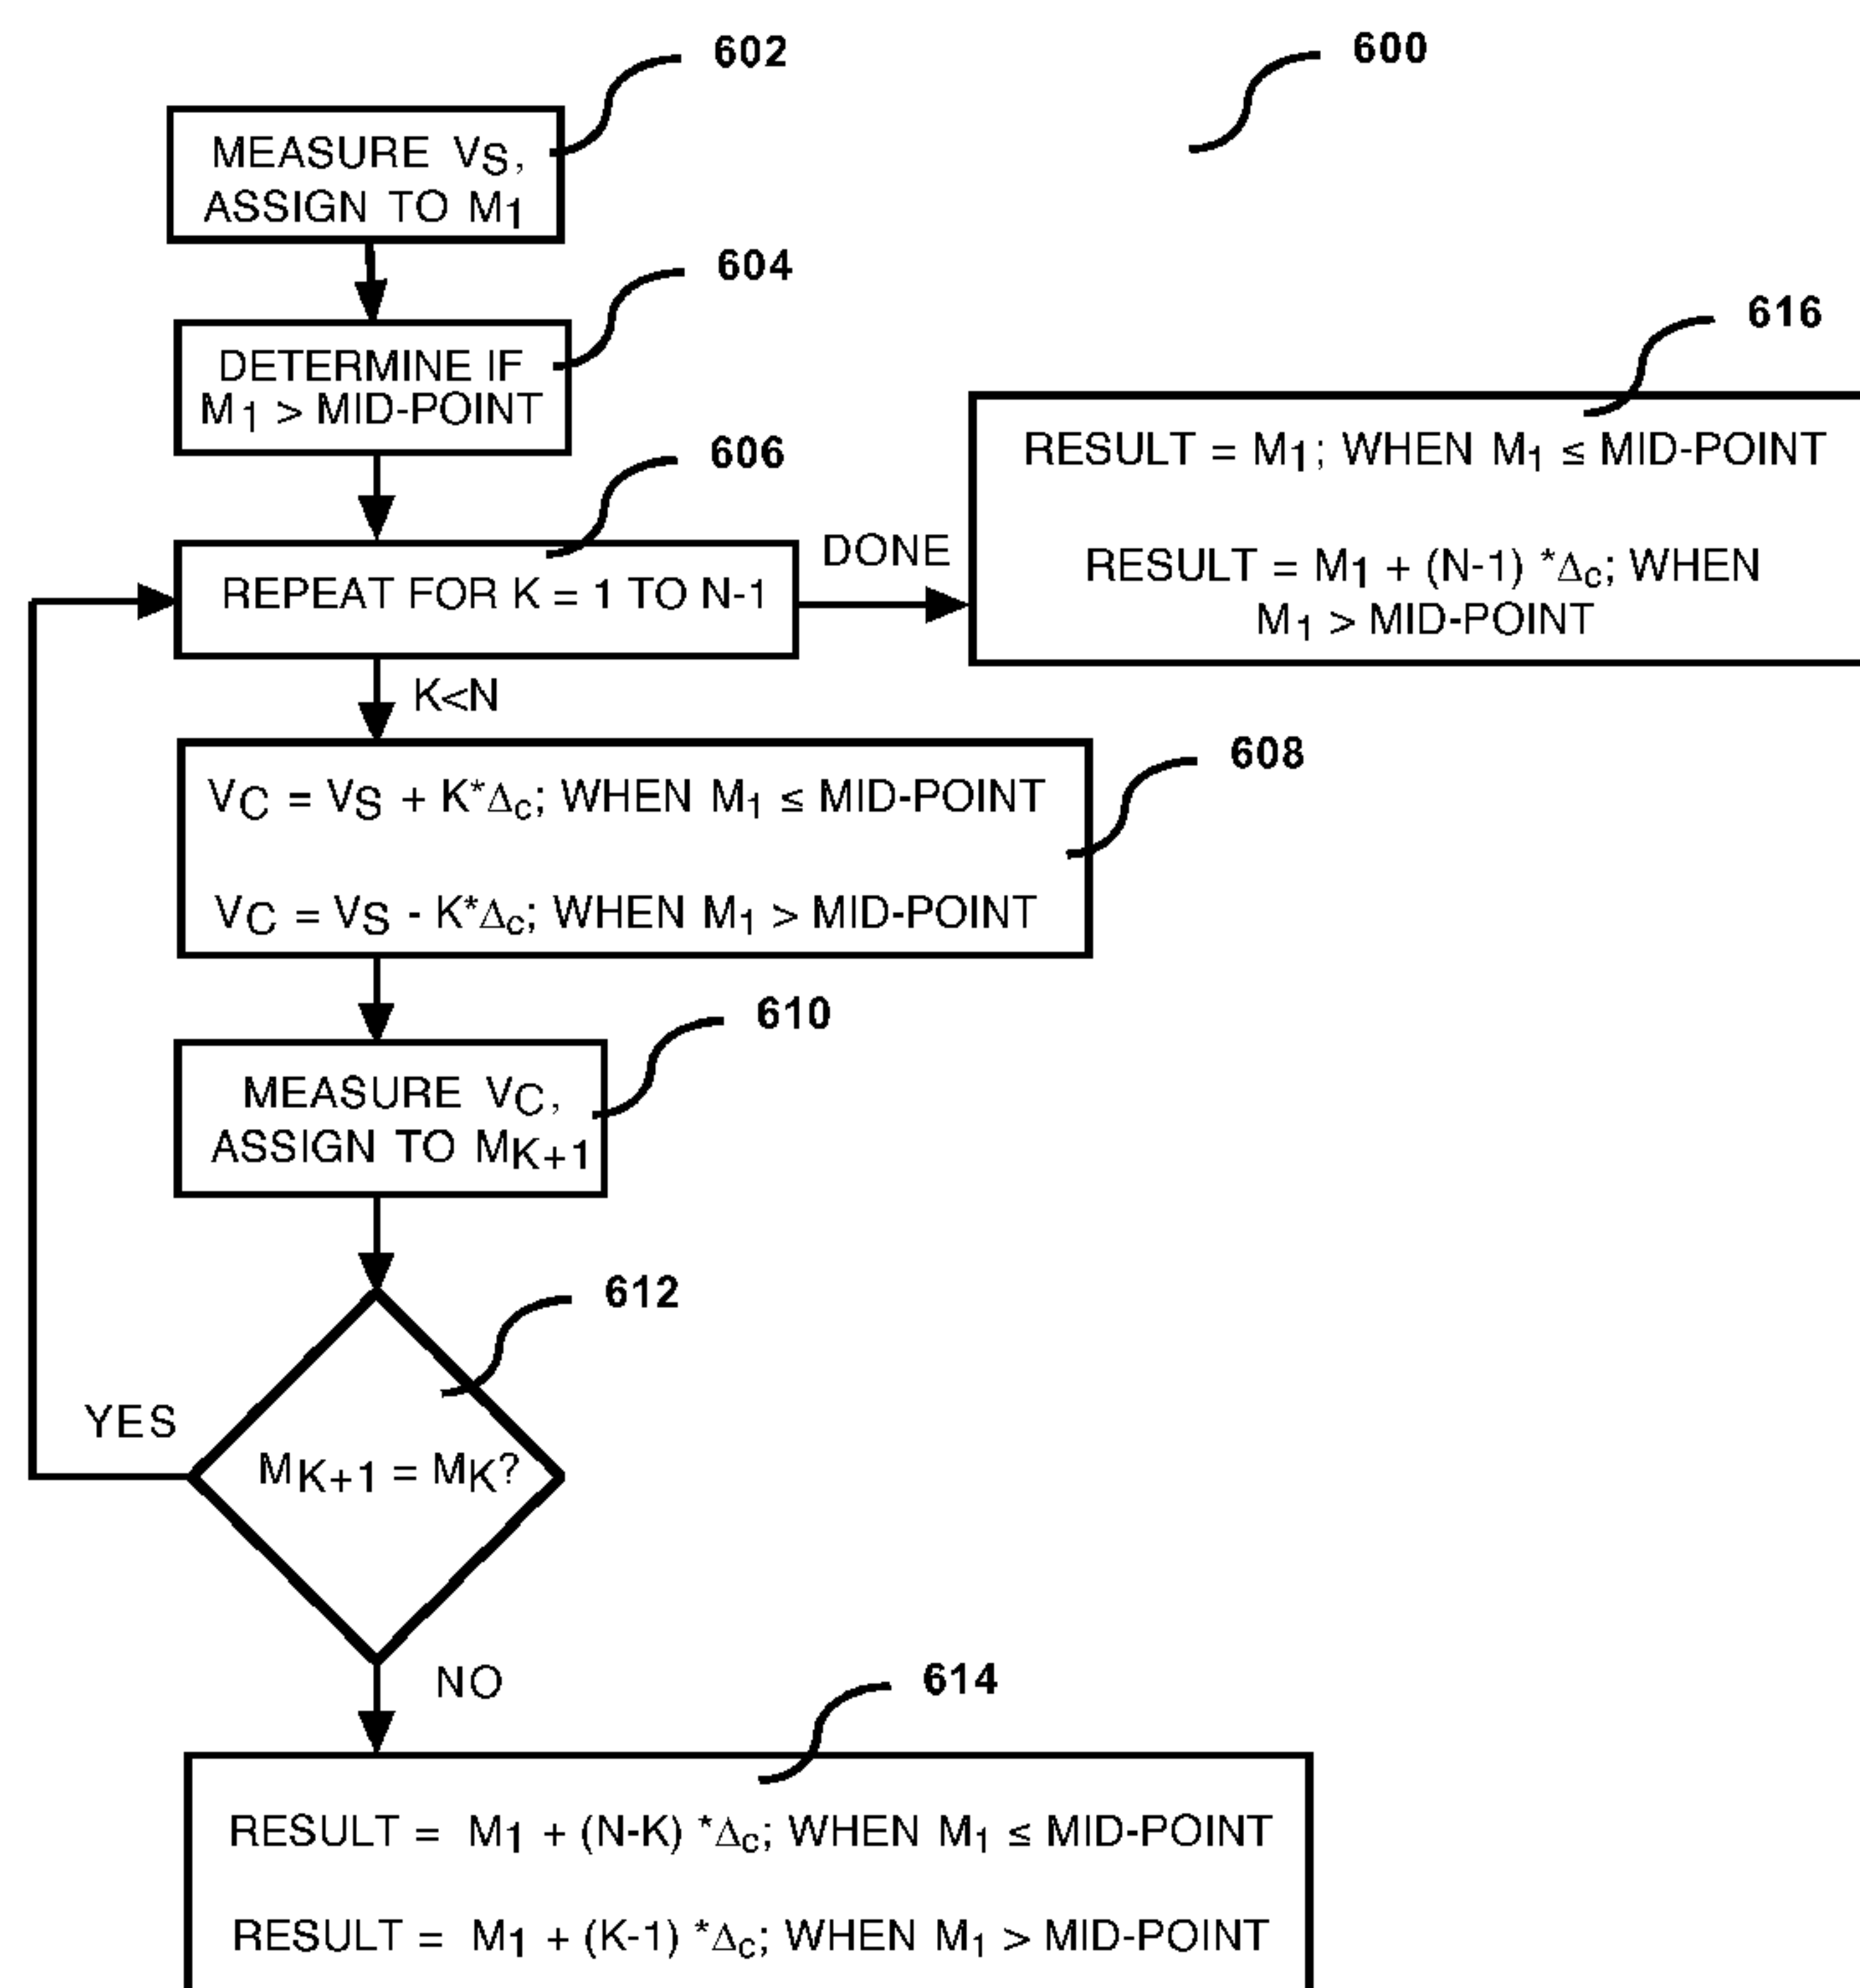 602
600
MEASURE VS,
ASSIGN TO M1
604
DETERMINE IF
M1 > MID-POINT
616
RESULT = M1; WHEN M1 ≤ MID-POINT
RESULT = M1 + (N-1) *Δc; WHEN
M1 > MID-POINT
606
REPEAT FOR K = 1 TO N-1
DONE
K<N
608
VC = VS + K*Δc; WHEN M1 ≤ MID-POINT
VC = VS - K*Δc; WHEN M1 > MID-POINT
610
MEASURE VC,
ASSIGN TO MK+1
612
YES
MK+1 = MK?
NO
614
RESULT = M1 + (N-K) *Δc; WHEN M1 ≤ MID-POINT
RESULT = M1 + (K-1) *Δc; WHEN M1 > MID-POINT